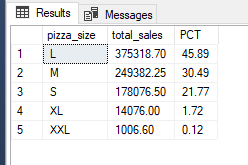 Results Messages
pizza_size total_sales PCT
1 L 375318.70 45.89
2 M 249382.25 30.49
3 S 178076.50 21.77
4 XL 14076.00 1.72
5 XXL 1006.60 0.12